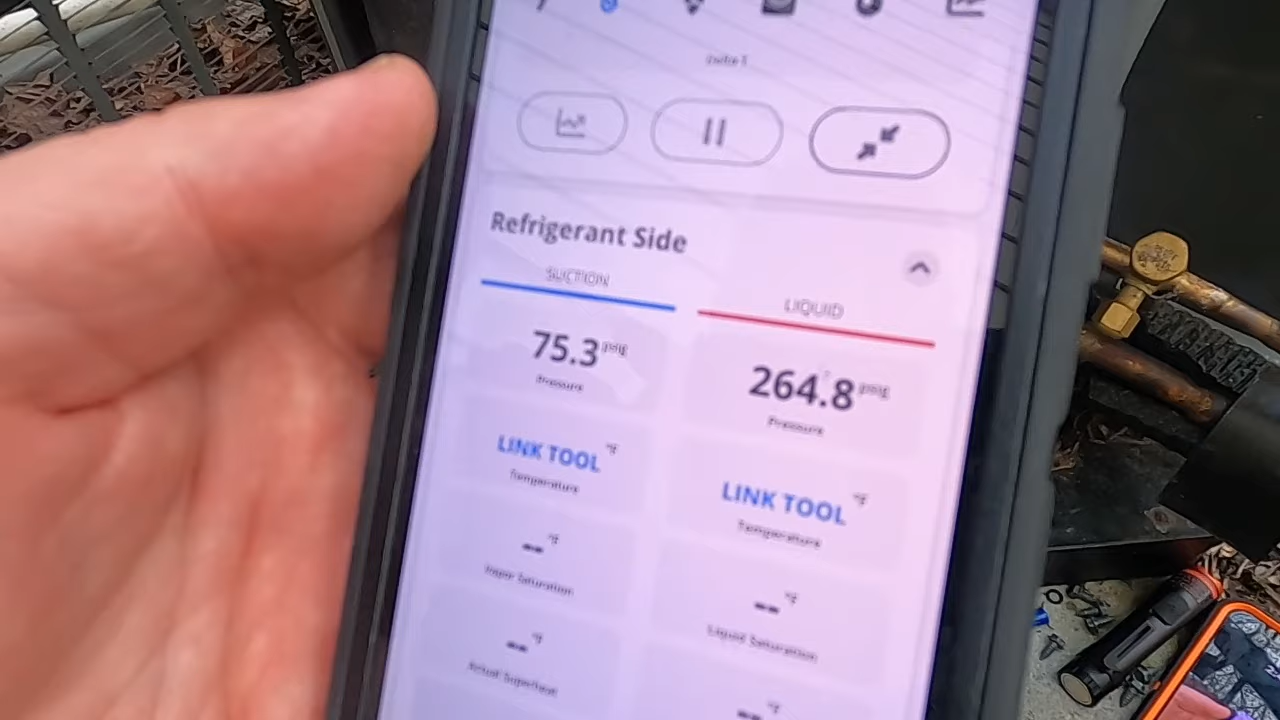 Refrigerant Side
SUCTION
LIQUID
75.3 psig
Pressure
264.8 psig
Pressure
LINK TOOL °F
Temperature
LINK TOOL °F
Temperature
-- °F
Vapor Saturation
-- °F
Liquid Saturation
-- °F
Actual Superheat
-- °F